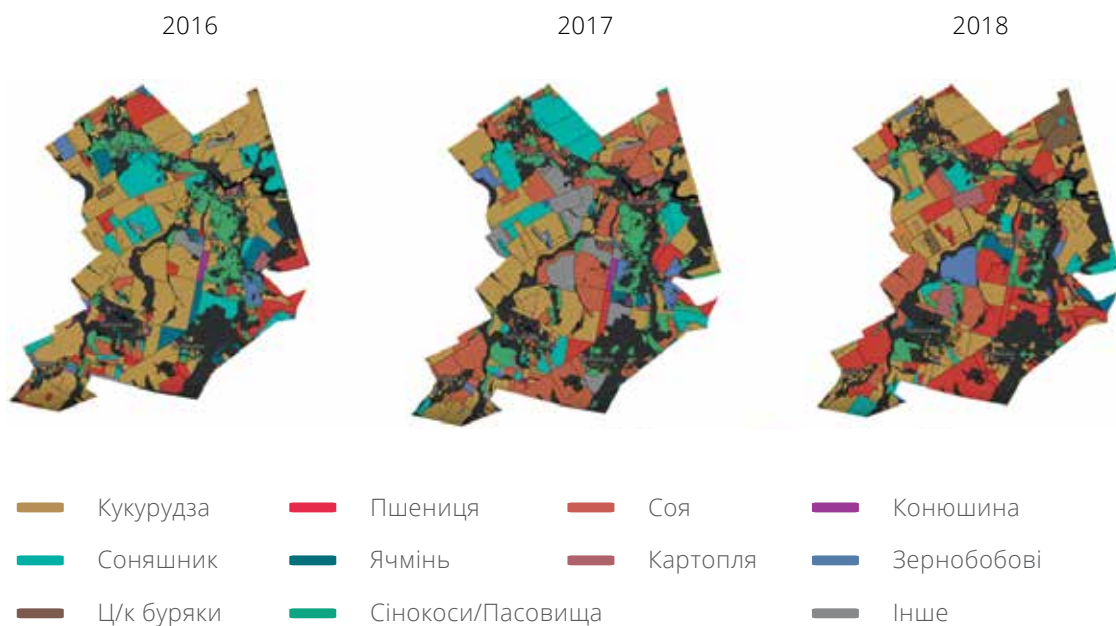 2016 2017 2018
Кукурудза Пшениця Соя Конюшина
Соняшник Ячмінь Картопля Зернобобові
Ц/к буряки Сінокоси/Пасовища Інше